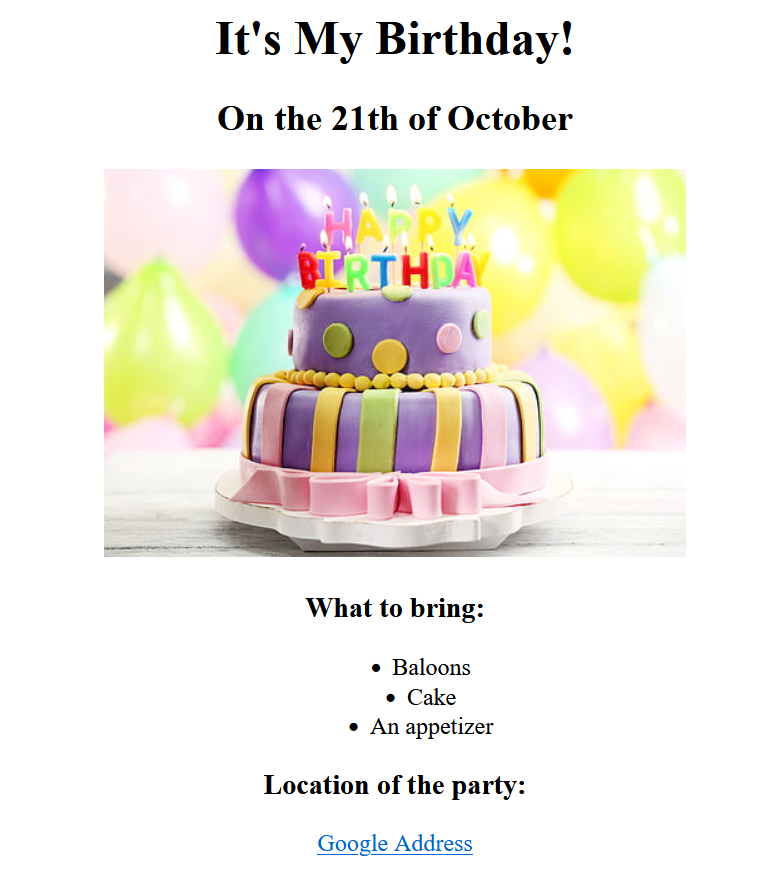 It's My Birthday!
On the 21th of October
HAPPY
BIRTHDAY
What to bring:
Baloons
Cake
An appetizer
Location of the party:
Google Address